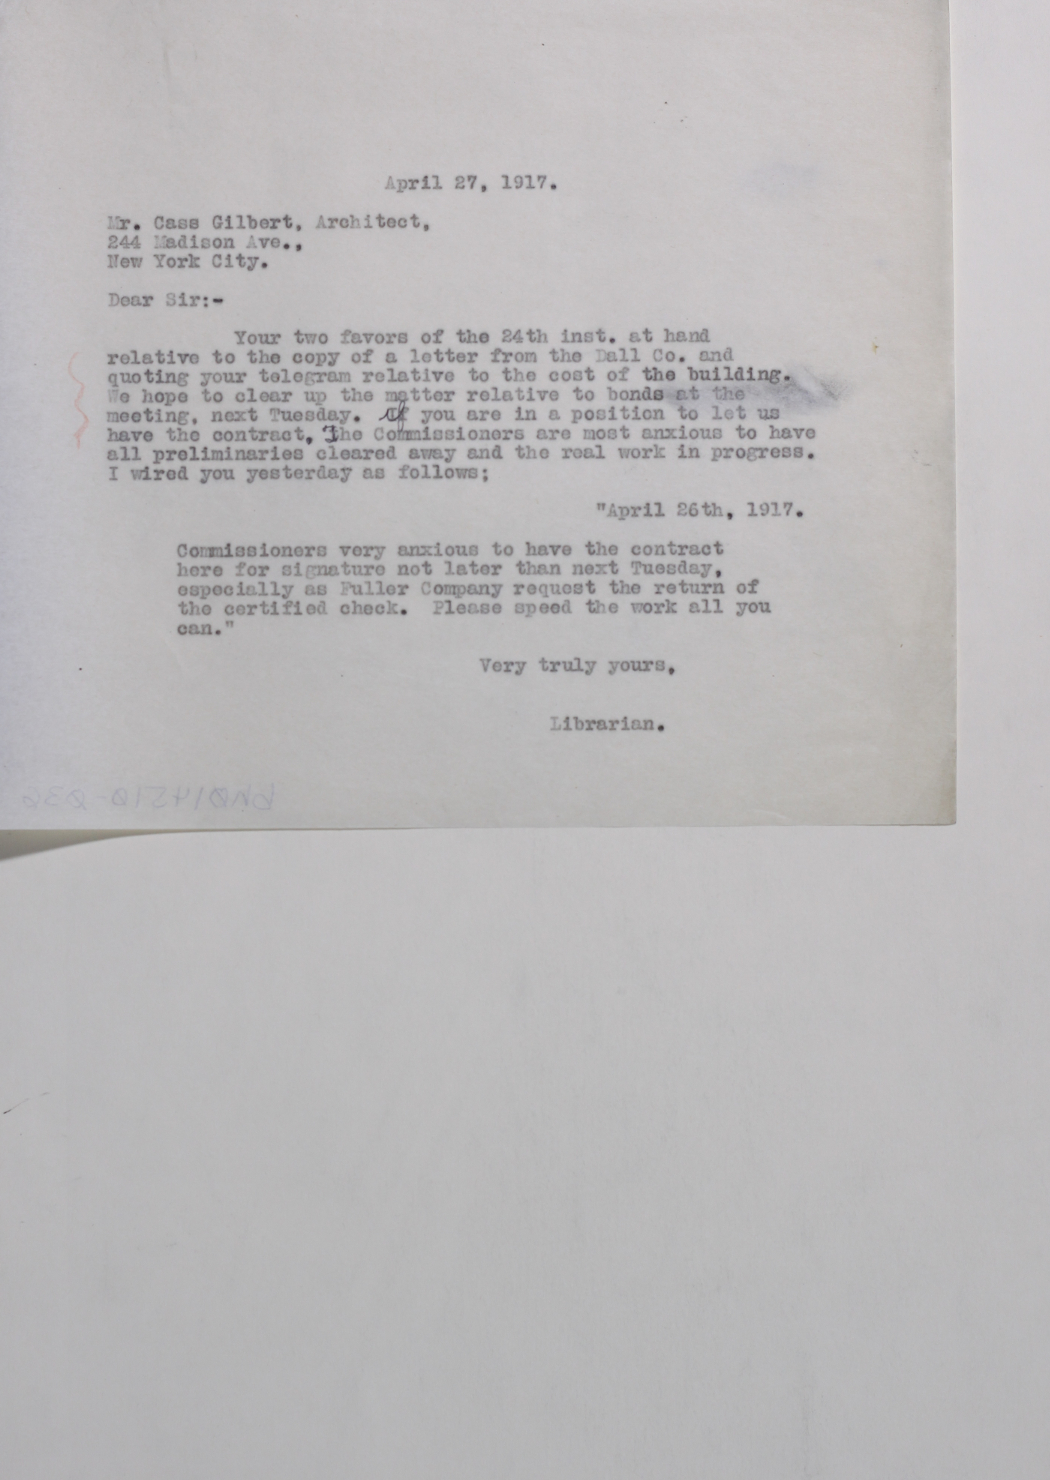 April 27, 1917.
Mr. Cass Gilbert, Architect,
244 Madison Ave.,
New York City.
Dear Sir:-
Your two favors of the 24th inst. at hand
relative to the copy of a letter from the Dall Co. and
quoting your telegram relative to the cost of the building.
We hope to clear up the matter relative to bonds at the
meeting, next Tuesday. If you are in a position to let us
have the contract, The Commissioners are most anxious to have
all preliminaries cleared away and the real work in progress.
I wired you yesterday as follows;
"April 26th, 1917.
Commissioners very anxious to have the contract
here for signature not later than next Tuesday,
especially as Fuller Company request the return of
the certified check. Please speed the work all you
can."
Very truly yours,
Librarian.